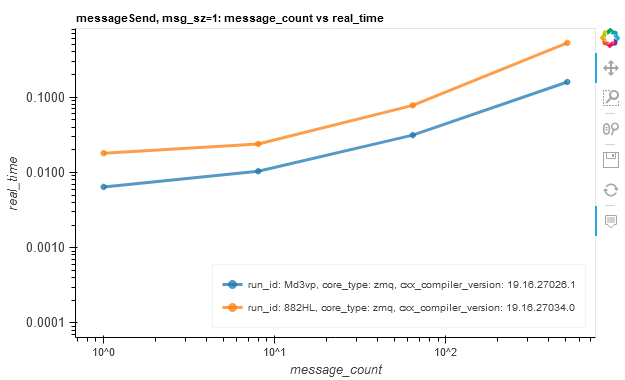 messageSend, msg_sz=1: message_count vs real_time
0.1000
0.0100
0.0010
0.0001
real_time
run_id: Md3vp, core_type: zmq, cxx_compiler_version: 19.16.27026.1
run_id: 882HL, core_type: zmq, cxx_compiler_version: 19.16.27034.0
10^0 10^1 10^2
message_count